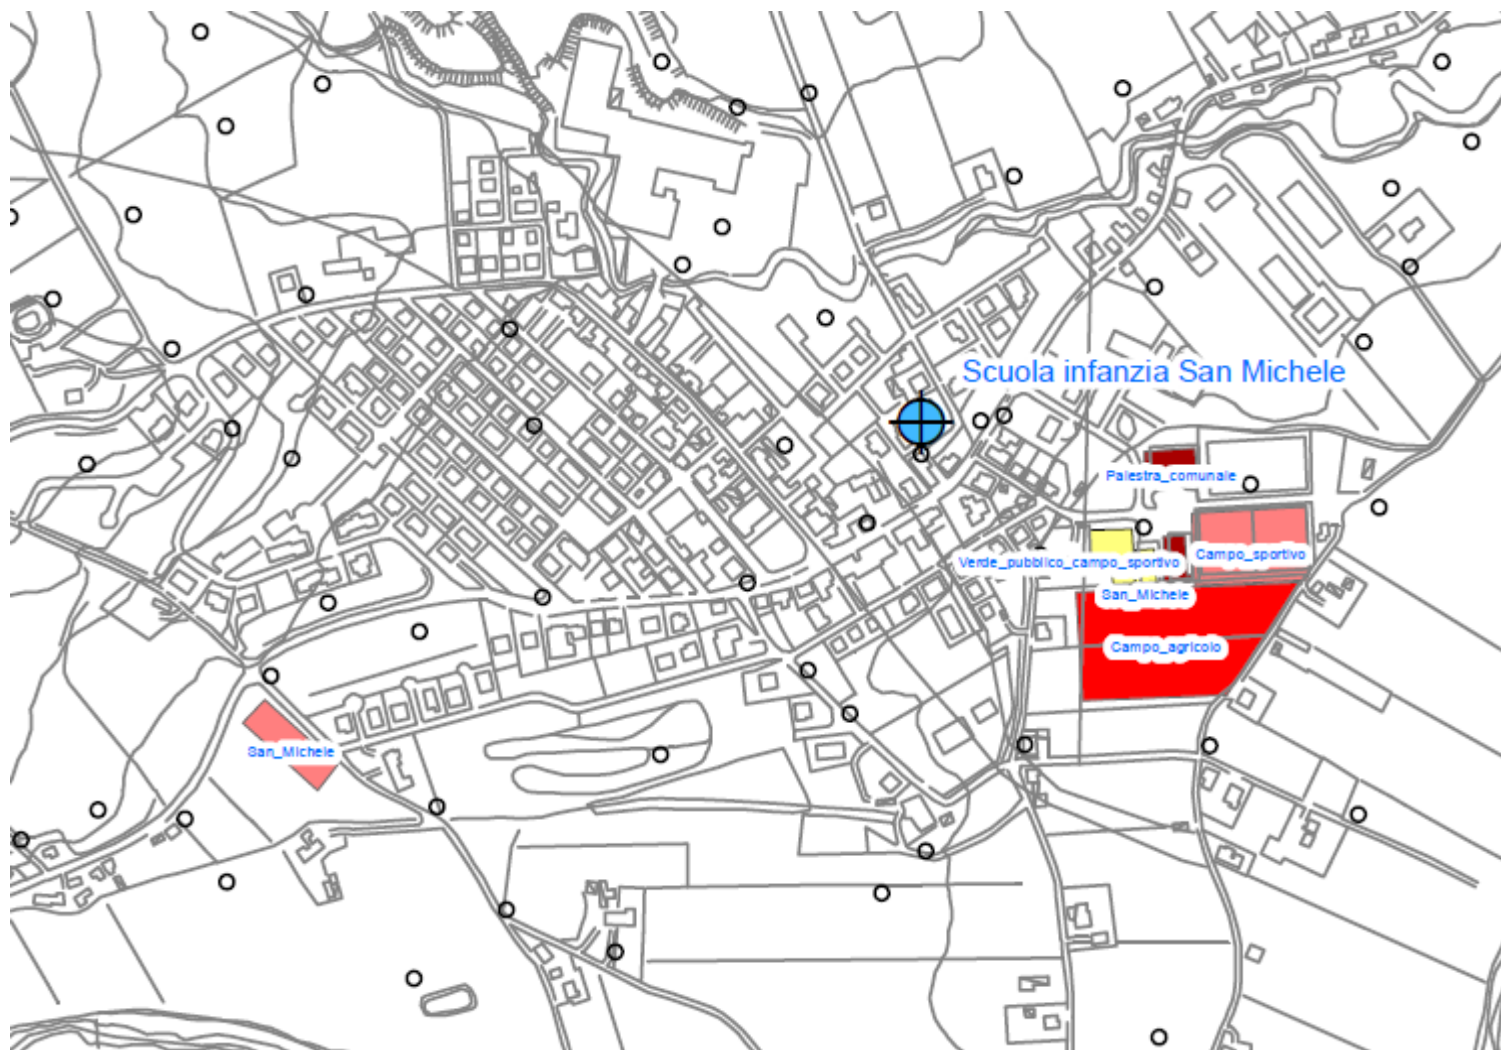 Scuola infanzia San Michele
Palestra_comunale
Campo_sportivo
Verde_pubblico_campo_sportivo
San_Michele
Campo_agricolo
San_Michele